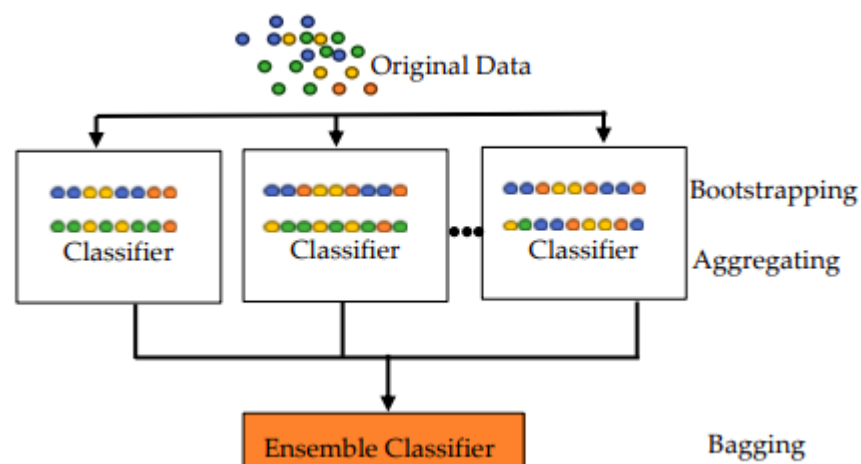 Original Data
Bootstrapping
Classifier
Classifier
Classifier
Aggregating
Ensemble Classifier
Bagging